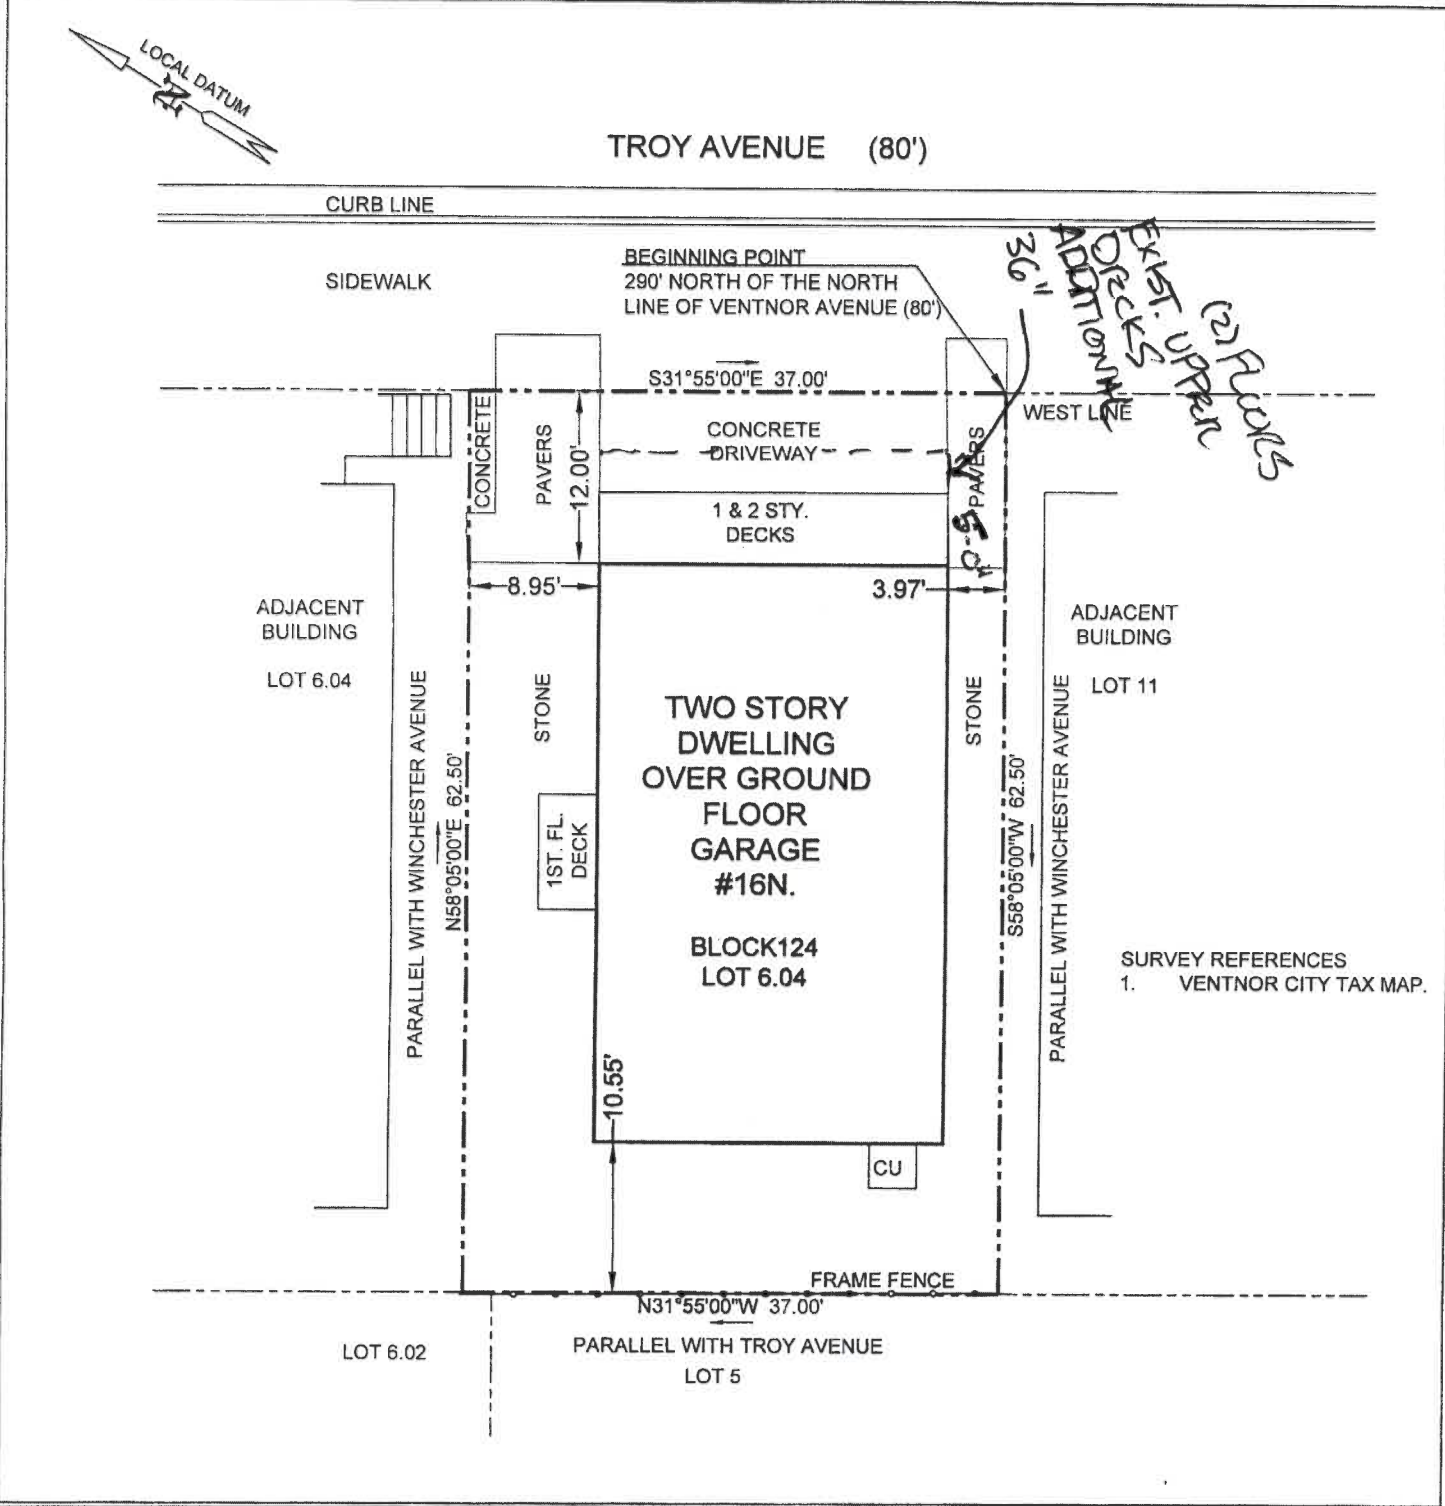 LOCAL DATUM
N
TROY AVENUE (80')
CURB LINE
SIDEWALK
BEGINNING POINT
290' NORTH OF THE NORTH
LINE OF VENTNOR AVENUE (80')
36"
ADDITIONAL
DECKS
EXIST. UPPER
(2) FLOORS
S31°55'00"E 37.00'
WEST LINE
CONCRETE
PAVERS
12.00'
CONCRETE
DRIVEWAY
PAVERS
1 & 2 STY.
DECKS
5-0"
8.95'
3.97'
ADJACENT
BUILDING
LOT 6.04
ADJACENT
BUILDING
LOT 11
PARALLEL WITH WINCHESTER AVENUE
N58°05'00"E 62.50'
STONE
1ST. FL.
DECK
TWO STORY
DWELLING
OVER GROUND
FLOOR
GARAGE
#16N.
BLOCK124
LOT 6.04
STONE
S58°05'00"W 62.50'
PARALLEL WITH WINCHESTER AVENUE
SURVEY REFERENCES
1. VENTNOR CITY TAX MAP.
10.55'
CU
FRAME FENCE
N31°55'00"W 37.00'
PARALLEL WITH TROY AVENUE
LOT 6.02
LOT 5